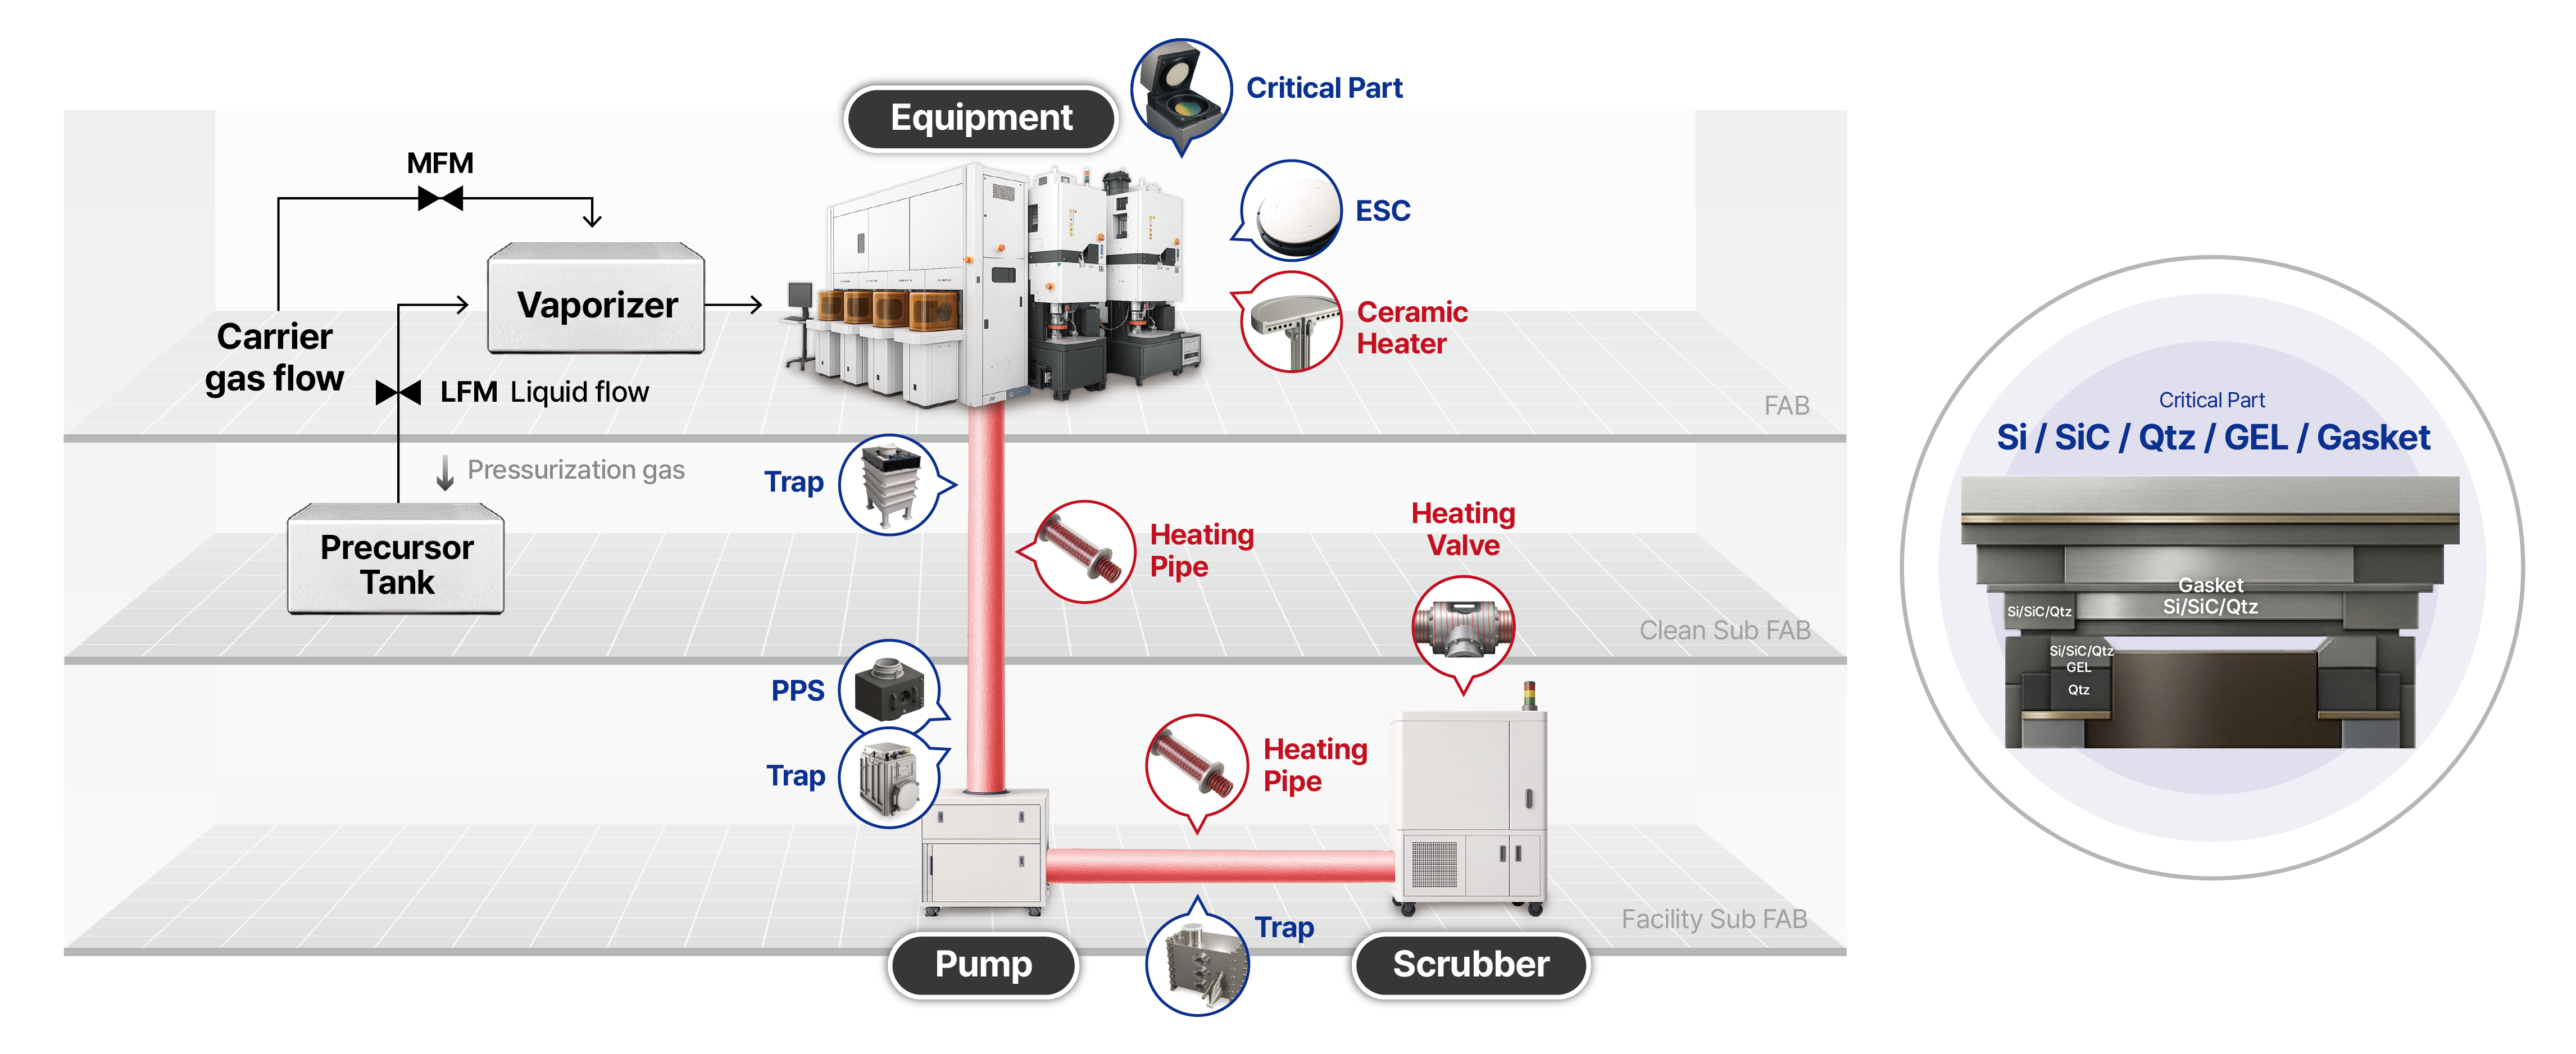 Critical Part
Equipment
MFM
ESC
Vaporizer
Ceramic
Heater
Carrier
gas flow
LFM Liquid flow
FAB
Pressurization gas
Trap
Precursor
Tank
Heating
Pipe
Heating
Valve
Clean Sub FAB
PPS
Trap
Heating
Pipe
Facility Sub FAB
Trap
Pump
Scrubber
Critical Part
Si / SiC / Qtz / GEL / Gasket
Gasket
Si/SiC/Qtz
Si/SiC/Qtz
Si/SiC/Qtz
GEL
Qtz